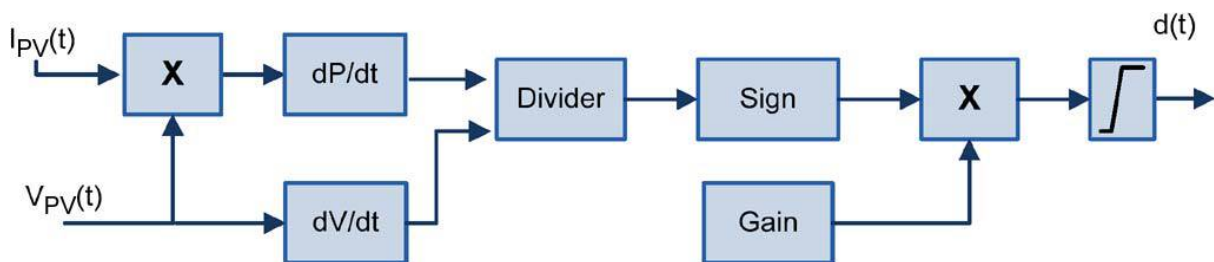 I_PV(t)
X
dP/dt
Divider
Sign
X
d(t)
V_PV(t)
dV/dt
Gain